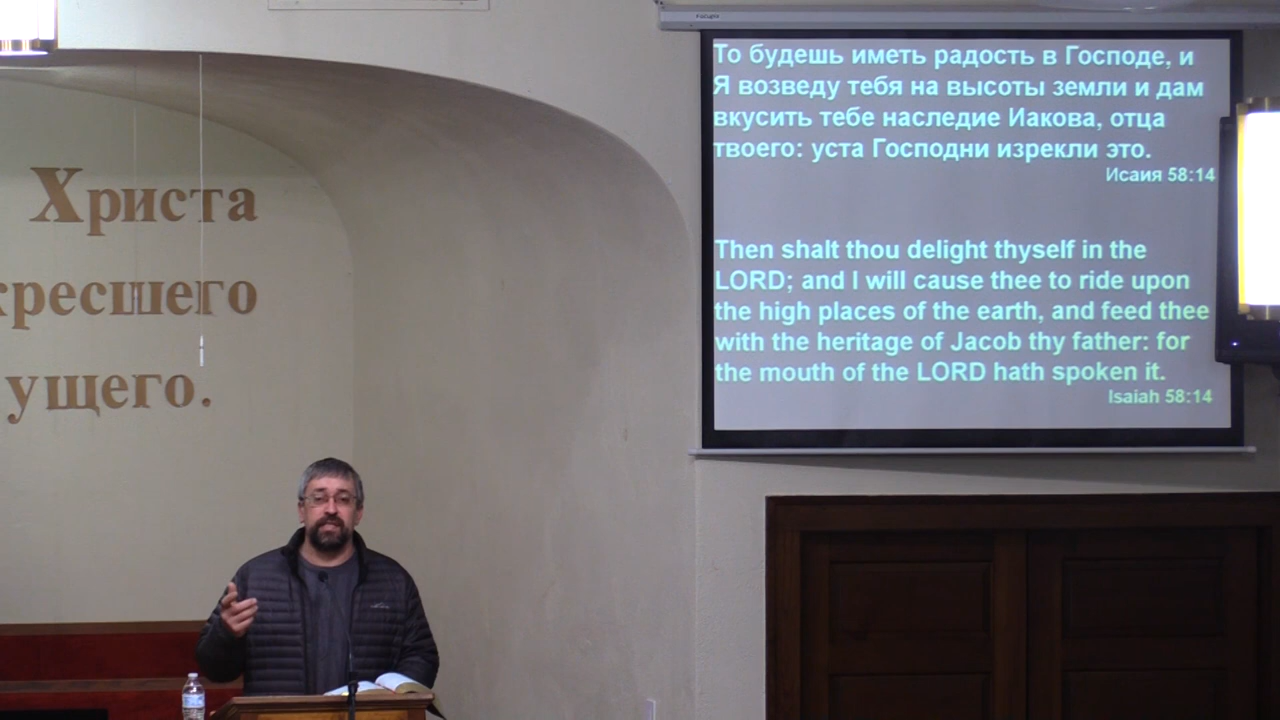 Христа
кресшего
ущего.
То будешь иметь радость в Господе, и
Я возведу тебя на высоты земли и дам
вкусить тебе наследие Иакова, отца
твоего: уста Господни изрекли это.
Исаия 58:14
Then shalt thou delight thyself in the
LORD; and I will cause thee to ride upon
the high places of the earth, and feed thee
with the heritage of Jacob thy father: for
the mouth of the LORD hath spoken it.
Isaiah 58:14